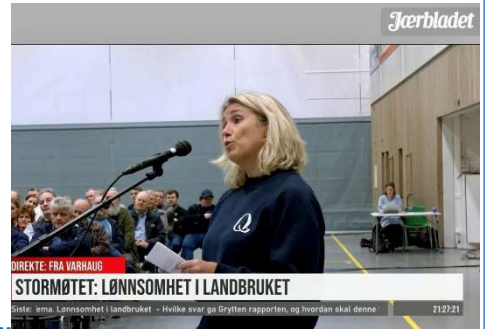 Jærbladet
Q
DIREKTE: FRA VARHAUG
STORMØTET: LØNNSOMHET I LANDBRUKET
Siste: Tema. Lønnsomhet i landbruket - Hvilke svar ga Grytten rapporten, og hvordan skal denne
21:27:21